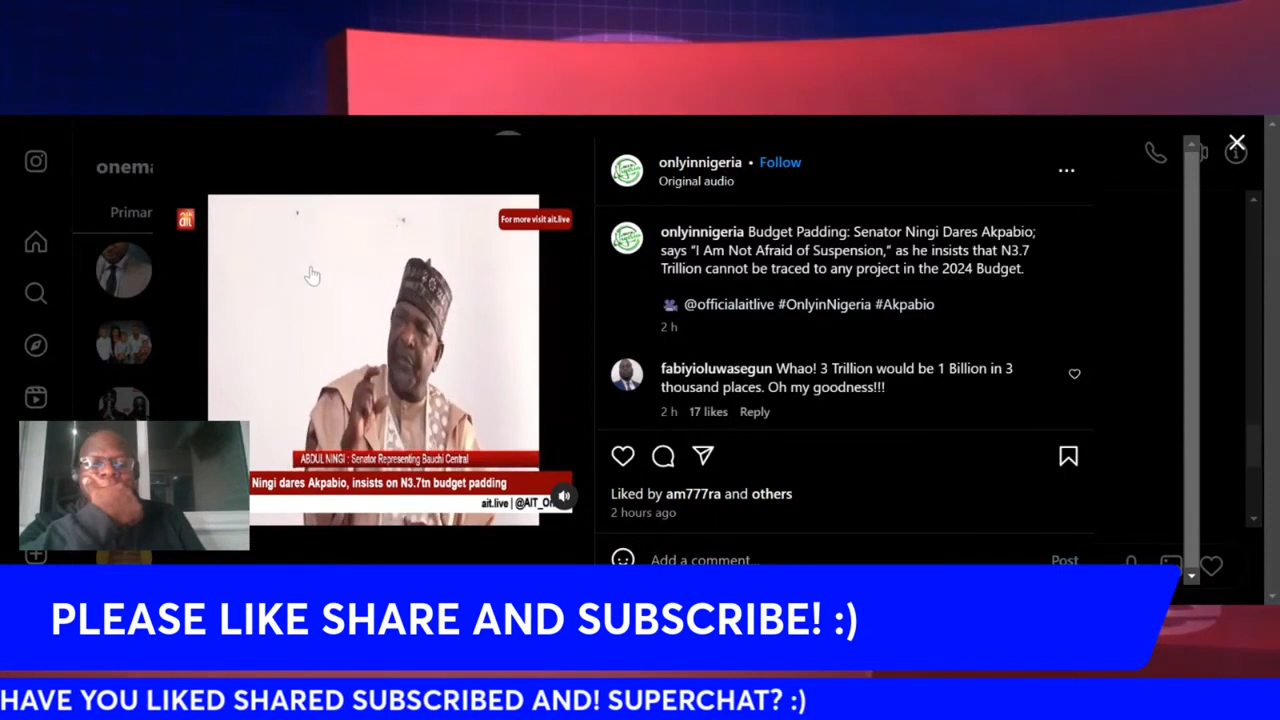 onema
Primar
ait
For more visit ait.live
ABDUL NINGI : Senator Representing Bauchi Central
Ningi dares Akpabio, insists on N3.7tn budget padding
ait.live | @AIT_On
onlyinnigeria • Follow
Original audio
onlyinnigeria Budget Padding: Senator Ningi Dares Akpabio;
says “I Am Not Afraid of Suspension,” as he insists that N3.7
Trillion cannot be traced to any project in the 2024 Budget.
@officialaitlive #OnlyinNigeria #Akpabio
2 h
fabiyioluwasegun Whao! 3 Trillion would be 1 Billion in 3
thousand places. Oh my goodness!!!
2 h 17 likes Reply
Liked by am777ra and others
2 hours ago
Add a comment...
Post
PLEASE LIKE SHARE AND SUBSCRIBE! :)
HAVE YOU LIKED SHARED SUBSCRIBED AND! SUPERCHAT? :)